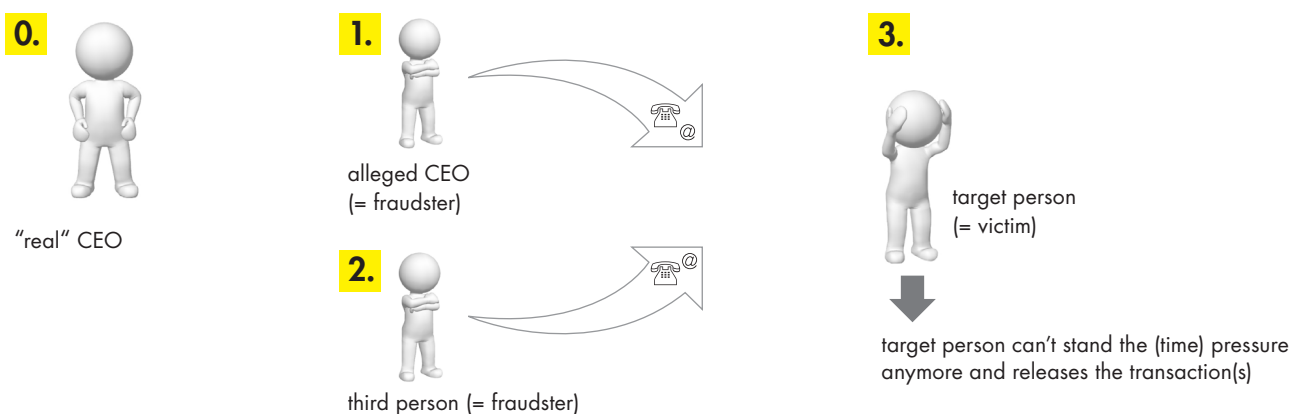 0.
"real" CEO
1.
@
alleged CEO
(= fraudster)
2.
@
third person (= fraudster)
3.
target person
(= victim)
target person can't stand the (time) pressure
anymore and releases the transaction(s)